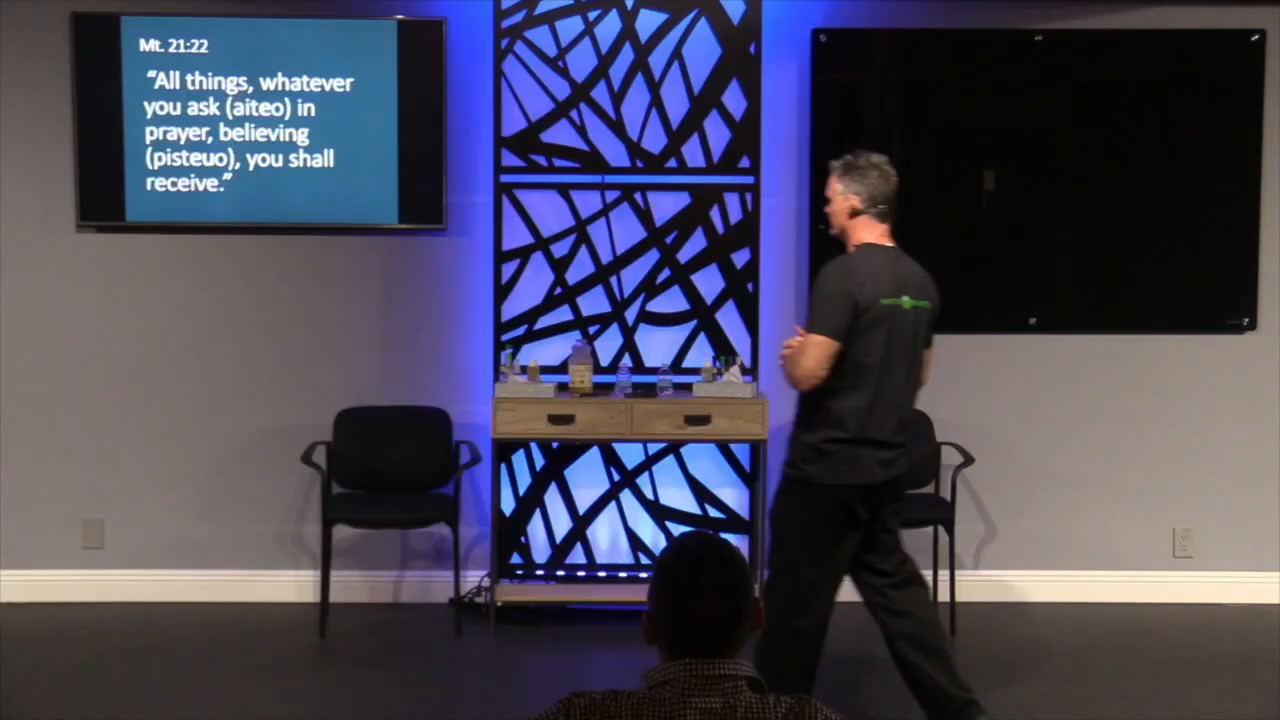 Mt. 21:22
“All things, whatever
you ask (aiteo) in
prayer, believing
(pisteuo), you shall
receive.”